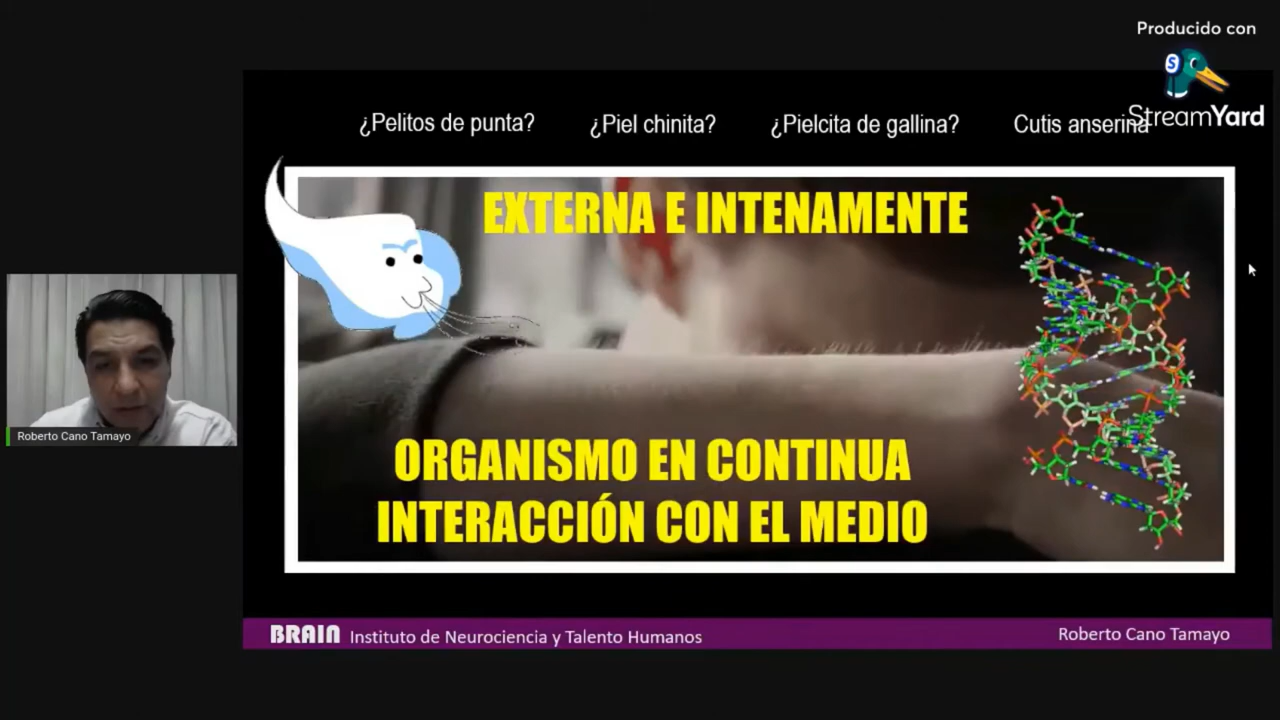 Producido con
StreamYard
¿Pelitos de punta? ¿Piel chinita? ¿Pielcita de gallina? Cutis anserina
EXTERNA E INTENAMENTE
ORGANISMO EN CONTINUA
INTERACCIÓN CON EL MEDIO
Roberto Cano Tamayo
BRAIN Instituto de Neurociencia y Talento Humanos Roberto Cano Tamayo